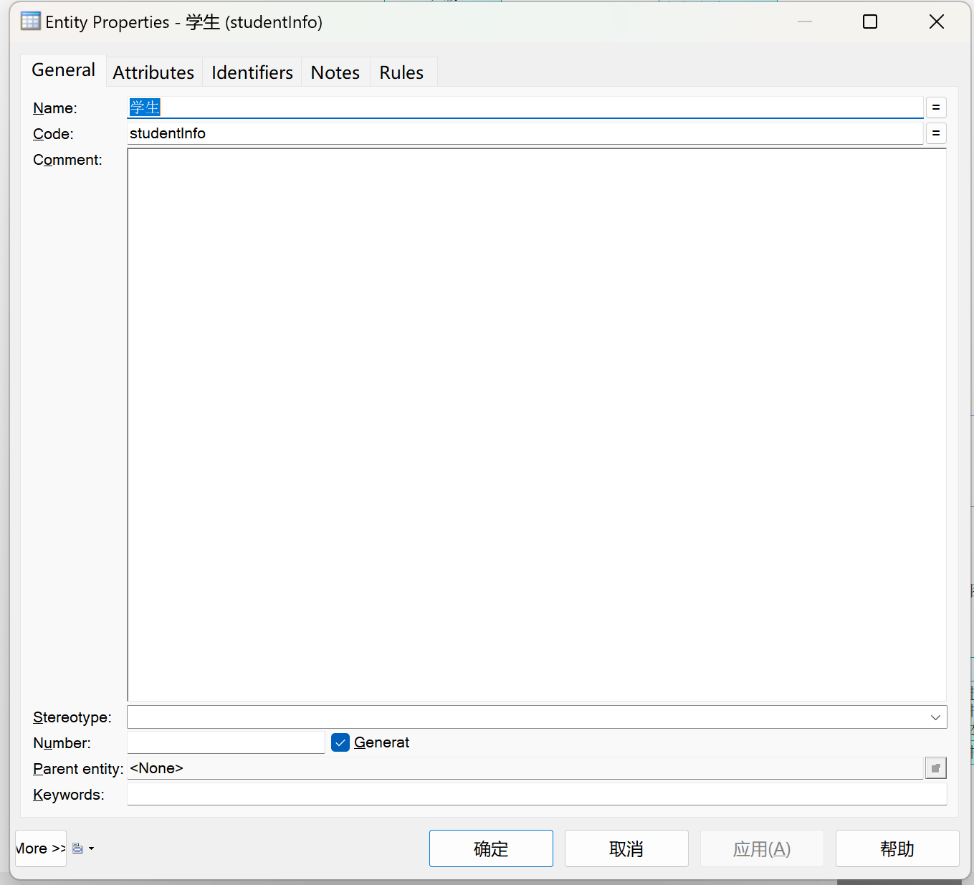 Entity Properties - 学生 (studentInfo)
General Attributes Identifiers Notes Rules
Name: 学生 =
Code: studentInfo =
Comment:
Stereotype:
Number: Generat
Parent entity: <None>
Keywords:
More >> 确定 取消 应用(A) 帮助